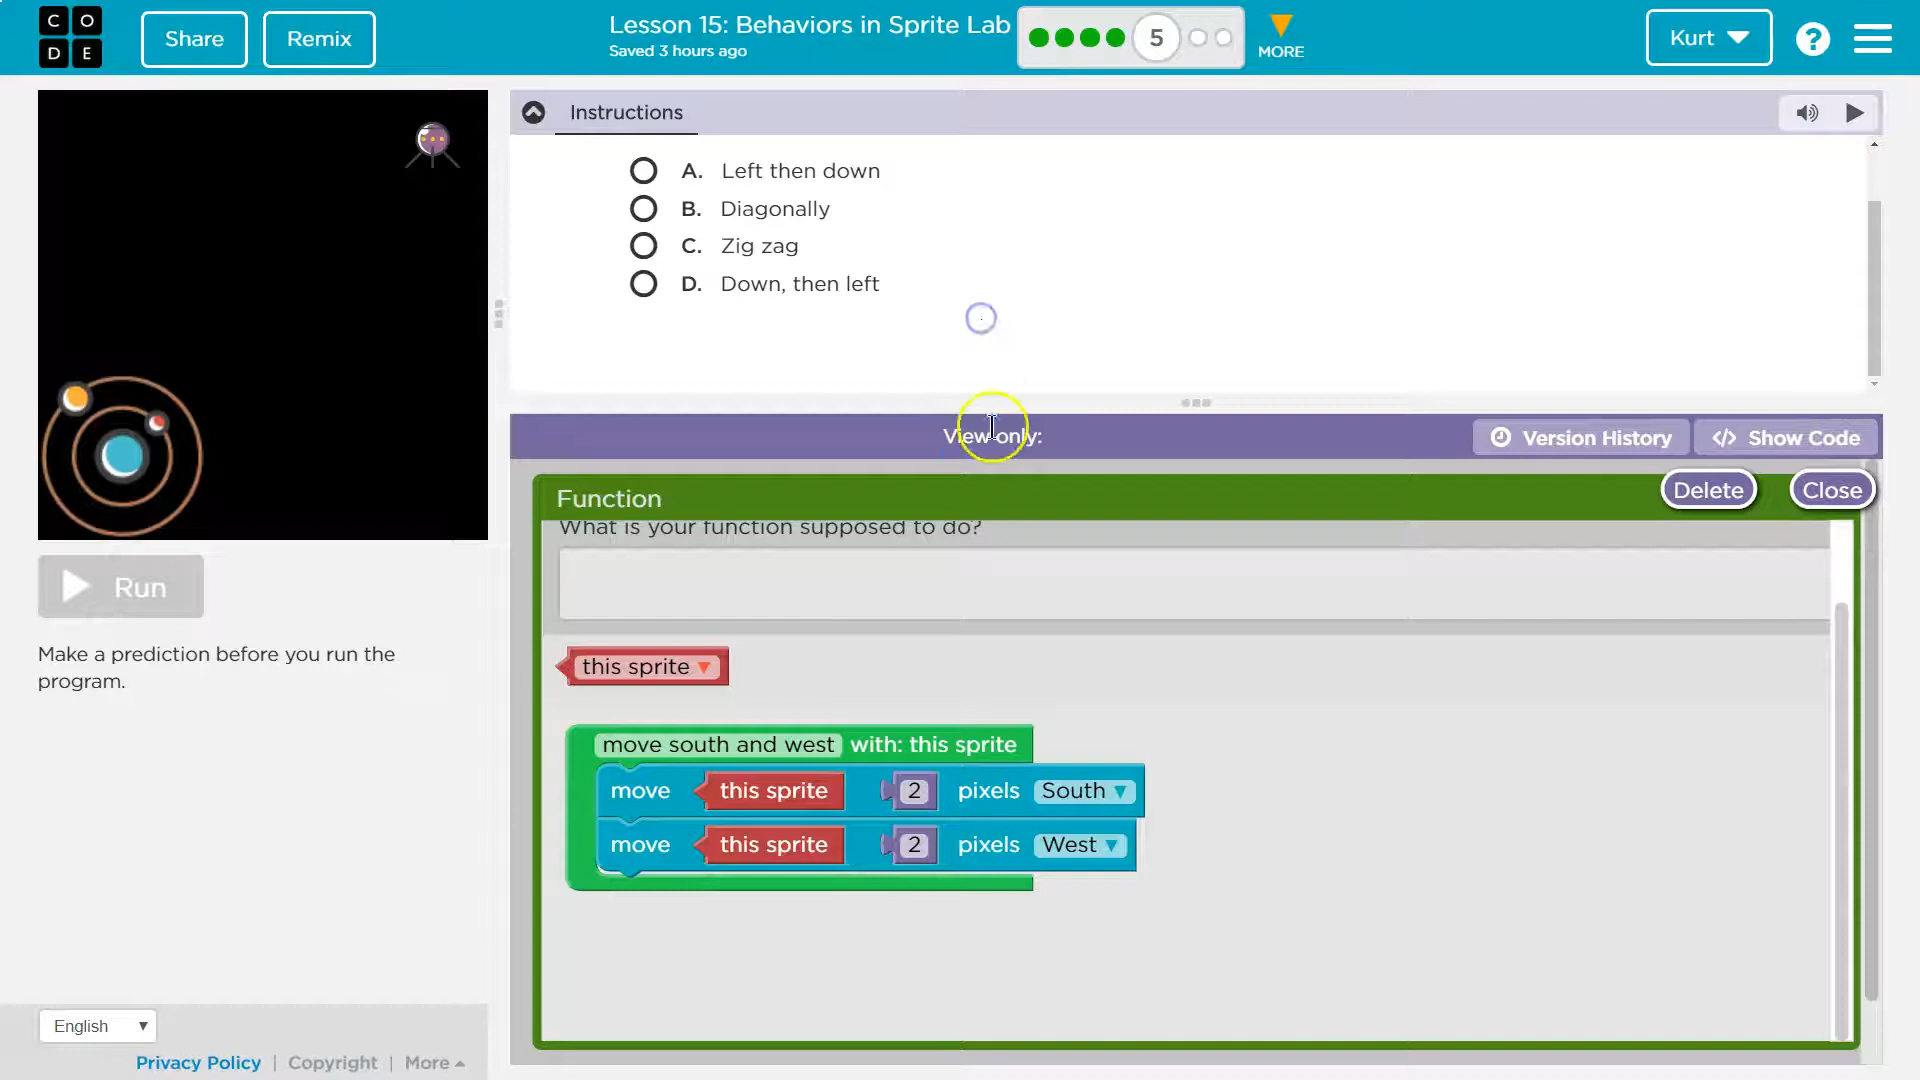 CODE
Share
Remix
Lesson 15: Behaviors in Sprite Lab
Saved 3 hours ago
5
MORE
Kurt
?
Instructions
A. Left then down
B. Diagonally
C. Zig zag
D. Down, then left
View only:
Version History
</> Show Code
Function
Delete
Close
What is your function supposed to do?
this sprite
move south and west with: this sprite
move this sprite 2 pixels South
move this sprite 2 pixels West
Run
Make a prediction before you run the
program.
English
Privacy Policy | Copyright | More